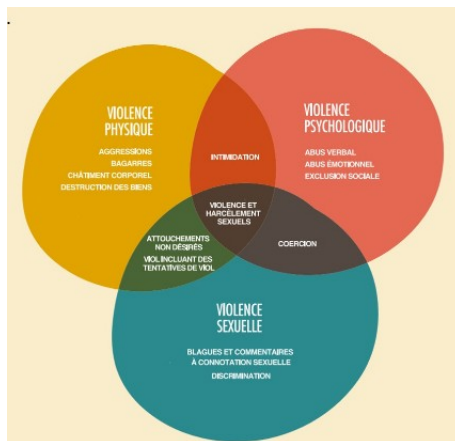 .
VIOLENCE
PHYSIQUE
AGGRESSIONS
BAGARRES
CHÂTIMENT CORPOREL
DESTRUCTION DES BIENS
INTIMIDATION
VIOLENCE
PSYCHOLOGIQUE
ABUS VERBAL
ABUS ÉMOTIONNEL
EXCLUSION SOCIALE
VIOLENCE ET
HARCÈLEMENT
SEXUELS
ATTOUCHEMENTS
NON DÉSIRÉS
VIOL INCLUANT DES
TENTATIVES DE VIOL
COERCION
VIOLENCE
SEXUELLE
BLAGUES ET COMMENTAIRES
À CONNOTATION SEXUELLE
DISCRIMINATION